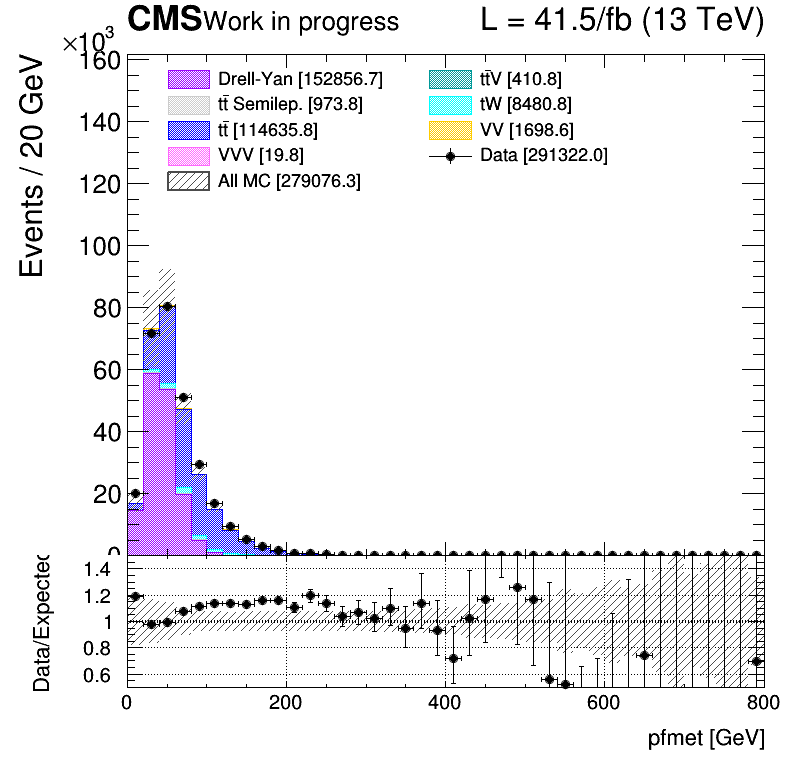 CMS Work in progress L = 41.5/fb (13 TeV)
×10³
Events / 20 GeV
160
140
120
100
80
60
40
20
0
Drell-Yan [152856.7]
tt̄ Semilep. [973.8]
tt̄ [114635.8]
VVV [19.8]
All MC [279076.3]
tt̄V [410.8]
tW [8480.8]
VV [1698.6]
Data [291322.0]
Data/Expected
1.4
1.2
1
0.8
0.6
0 200 400 600 800
pfmet [GeV]